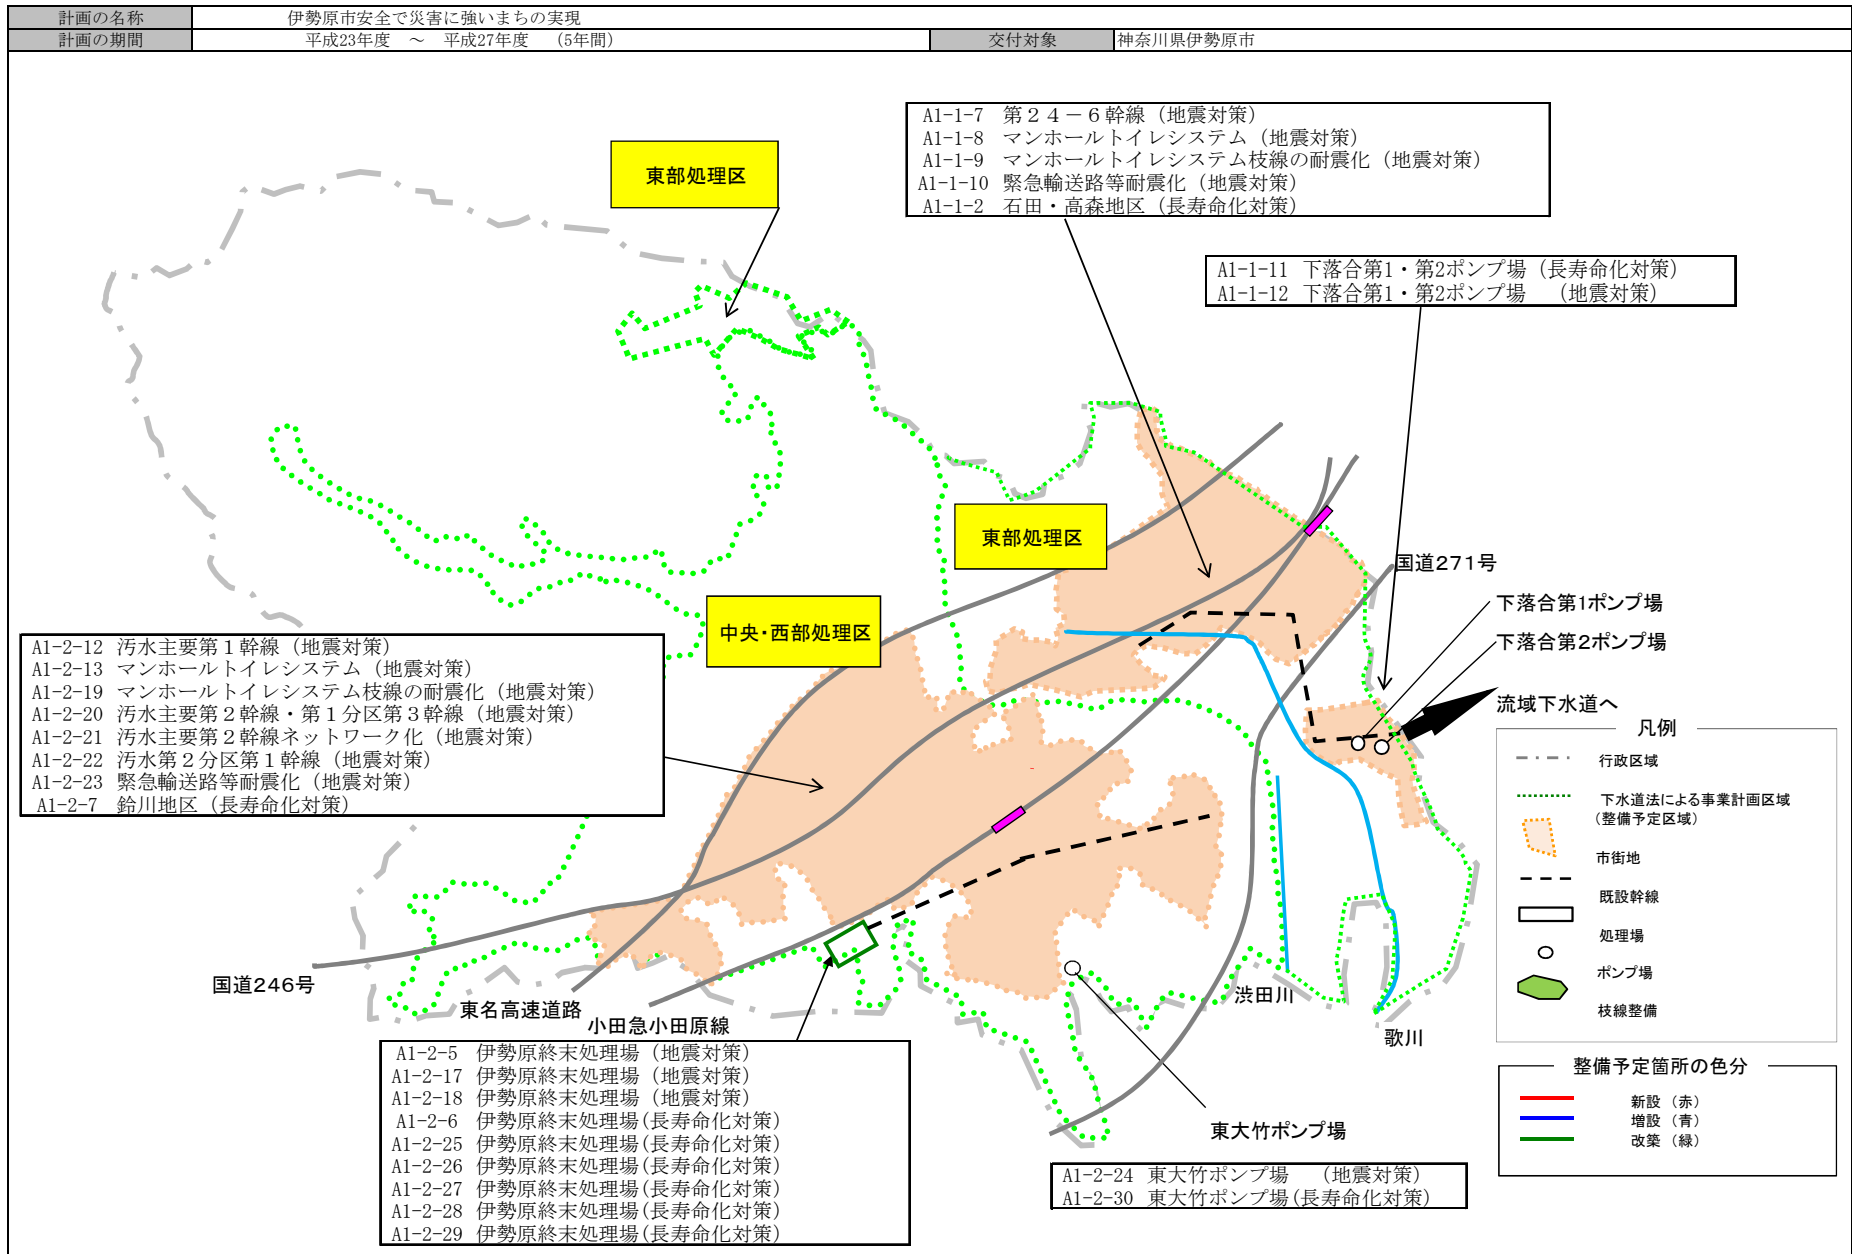 計画の名称 伊勢原市安全で災害に強いまちの実現
計画の期間 平成23年度 ～ 平成27年度 （5年間） 交付対象 神奈川県伊勢原市
A1-1-7 第２４－６幹線（地震対策）
A1-1-8 マンホールトイレシステム（地震対策）
A1-1-9 マンホールトイレシステム枝線の耐震化（地震対策）
A1-1-10 緊急輸送路等耐震化（地震対策）
A1-1-2 石田・高森地区（長寿命化対策）
東部処理区
A1-1-11 下落合第1・第2ポンプ場（長寿命化対策）
A1-1-12 下落合第1・第2ポンプ場 （地震対策）
東部処理区
国道271号
下落合第1ポンプ場
下落合第2ポンプ場
中央・西部処理区
A1-2-12 汚水主要第１幹線（地震対策）
A1-2-13 マンホールトイレシステム（地震対策）
A1-2-19 マンホールトイレシステム枝線の耐震化（地震対策）
A1-2-20 汚水主要第２幹線・第１分区第３幹線（地震対策）
A1-2-21 汚水主要第２幹線ネットワーク化（地震対策）
A1-2-22 汚水第２分区第１幹線（地震対策）
A1-2-23 緊急輸送路等耐震化（地震対策）
A1-2-7 鈴川地区（長寿命化対策）
流域下水道へ
凡例
行政区域
下水道法による事業計画区域
（整備予定区域）
市街地
既設幹線
処理場
ポンプ場
枝線整備
国道246号
東名高速道路
小田急小田原線
渋田川
歌川
A1-2-5 伊勢原終末処理場（地震対策）
A1-2-17 伊勢原終末処理場（地震対策）
A1-2-18 伊勢原終末処理場（地震対策）
A1-2-6 伊勢原終末処理場(長寿命化対策)
A1-2-25 伊勢原終末処理場(長寿命化対策)
A1-2-26 伊勢原終末処理場(長寿命化対策)
A1-2-27 伊勢原終末処理場(長寿命化対策)
A1-2-28 伊勢原終末処理場(長寿命化対策)
A1-2-29 伊勢原終末処理場(長寿命化対策)
整備予定箇所の色分
新設（赤）
増設（青）
改築（緑）
東大竹ポンプ場
A1-2-24 東大竹ポンプ場 （地震対策）
A1-2-30 東大竹ポンプ場(長寿命化対策）